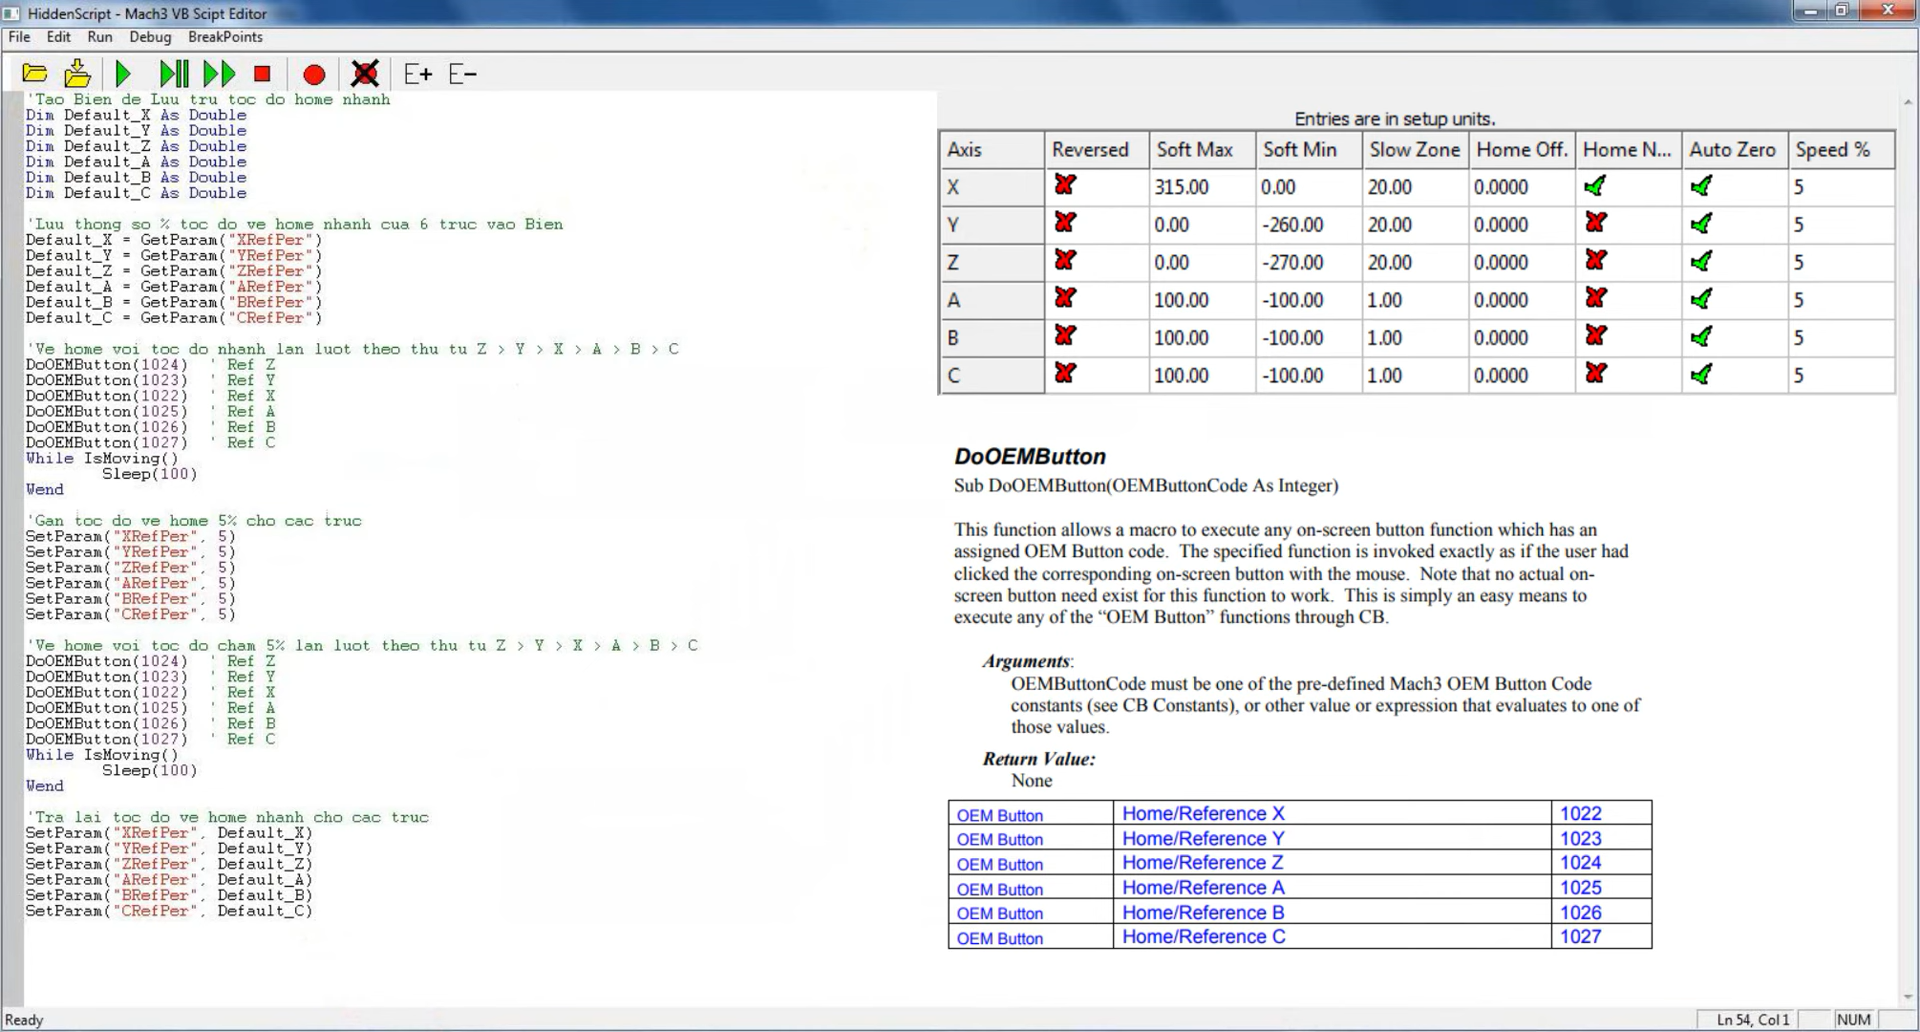 HiddenScript - Mach3 VB Scipt Editor
File Edit Run Debug BreakPoints
E+ E-
'Tao Bien de Luu tru toc do home nhanh
Dim Default_X As Double
Dim Default_Y As Double
Dim Default_Z As Double
Dim Default_A As Double
Dim Default_B As Double
Dim Default_C As Double
'Luu thong so % toc do ve home nhanh cua 6 truc vao Bien
Default_X = GetParam("XRefPer")
Default_Y = GetParam("YRefPer")
Default_Z = GetParam("ZRefPer")
Default_A = GetParam("ARefPer")
Default_B = GetParam("BRefPer")
Default_C = GetParam("CRefPer")
'Ve home voi toc do nhanh lan luot theo thu tu Z > Y > X > A > B > C
DoOEMButton(1024) ' Ref Z
DoOEMButton(1023) ' Ref Y
DoOEMButton(1022) ' Ref X
DoOEMButton(1025) ' Ref A
DoOEMButton(1026) ' Ref B
DoOEMButton(1027) ' Ref C
While IsMoving()
Sleep(100)
Wend
'Gan toc do ve home 5% cho cac truc
SetParam("XRefPer", 5)
SetParam("YRefPer", 5)
SetParam("ZRefPer", 5)
SetParam("ARefPer", 5)
SetParam("BRefPer", 5)
SetParam("CRefPer", 5)
'Ve home voi toc do cham 5% lan luot theo thu tu Z > Y > X > A > B > C
DoOEMButton(1024) ' Ref Z
DoOEMButton(1023) ' Ref Y
DoOEMButton(1022) ' Ref X
DoOEMButton(1025) ' Ref A
DoOEMButton(1026) ' Ref B
DoOEMButton(1027) ' Ref C
While IsMoving()
Sleep(100)
Wend
'Tra lai toc do ve home nhanh cho cac truc
SetParam("XRefPer", Default_X)
SetParam("YRefPer", Default_Y)
SetParam("ZRefPer", Default_Z)
SetParam("ARefPer", Default_A)
SetParam("BRefPer", Default_B)
SetParam("CRefPer", Default_C)
Entries are in setup units.
Axis Reversed Soft Max Soft Min Slow Zone Home Off. Home N... Auto Zero Speed %
X 315.00 0.00 20.00 0.0000 5
Y 0.00 -260.00 20.00 0.0000 5
Z 0.00 -270.00 20.00 0.0000 5
A 100.00 -100.00 1.00 0.0000 5
B 100.00 -100.00 1.00 0.0000 5
C 100.00 -100.00 1.00 0.0000 5
DoOEMButton
Sub DoOEMButton(OEMButtonCode As Integer)
This function allows a macro to execute any on-screen button function which has an
assigned OEM Button code. The specified function is invoked exactly as if the user had
clicked the corresponding on-screen button with the mouse. Note that no actual on-
screen button need exist for this function to work. This is simply an easy means to
execute any of the “OEM Button” functions through CB.
Arguments:
OEMButtonCode must be one of the pre-defined Mach3 OEM Button Code
constants (see CB Constants), or other value or expression that evaluates to one of
those values.
Return Value:
None
OEM Button Home/Reference X 1022
OEM Button Home/Reference Y 1023
OEM Button Home/Reference Z 1024
OEM Button Home/Reference A 1025
OEM Button Home/Reference B 1026
OEM Button Home/Reference C 1027
Ready Ln 54, Col 1 NUM